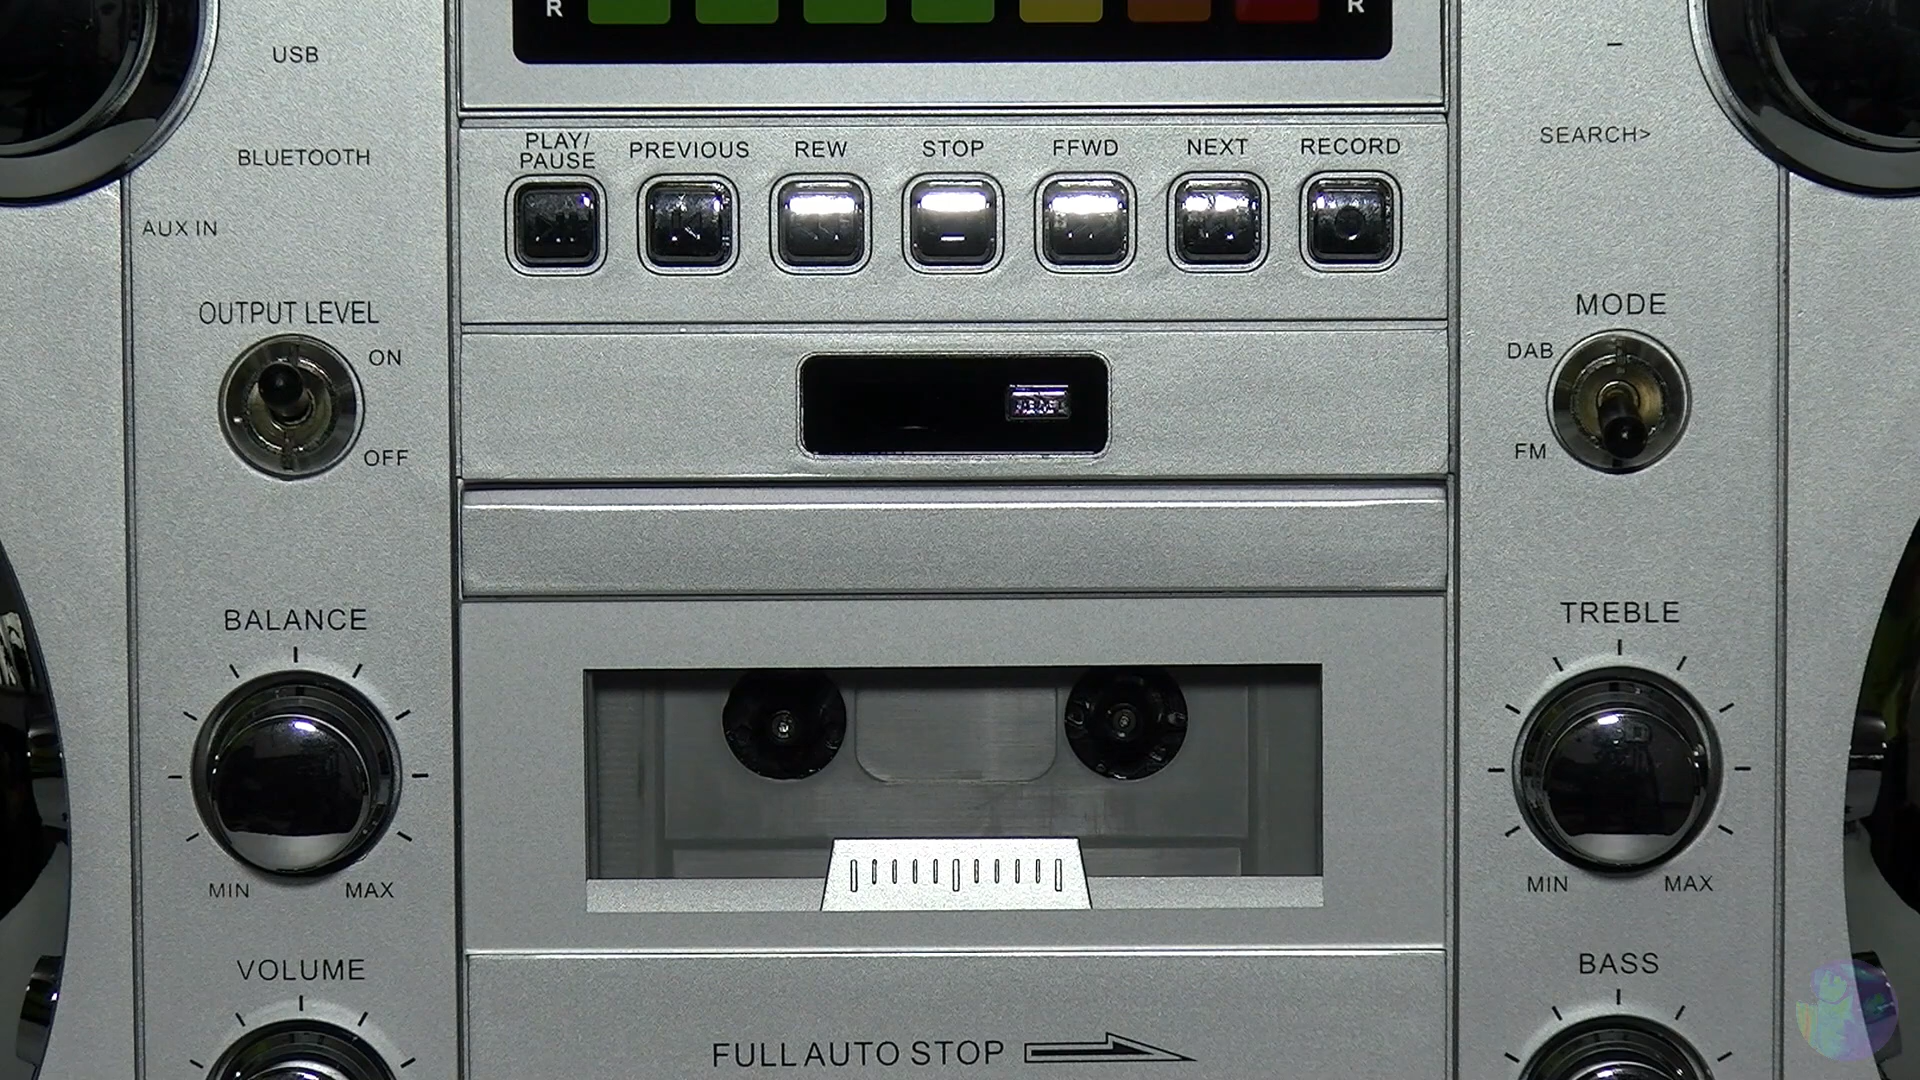 R
R
USB
BLUETOOTH
AUX IN
OUTPUT LEVEL
ON
OFF
BALANCE
MIN
MAX
VOLUME
PLAY/
PAUSE
PREVIOUS
REW
STOP
FFWD
NEXT
RECORD
FULL AUTO STOP
–
SEARCH>
MODE
DAB
FM
TREBLE
MIN
MAX
BASS